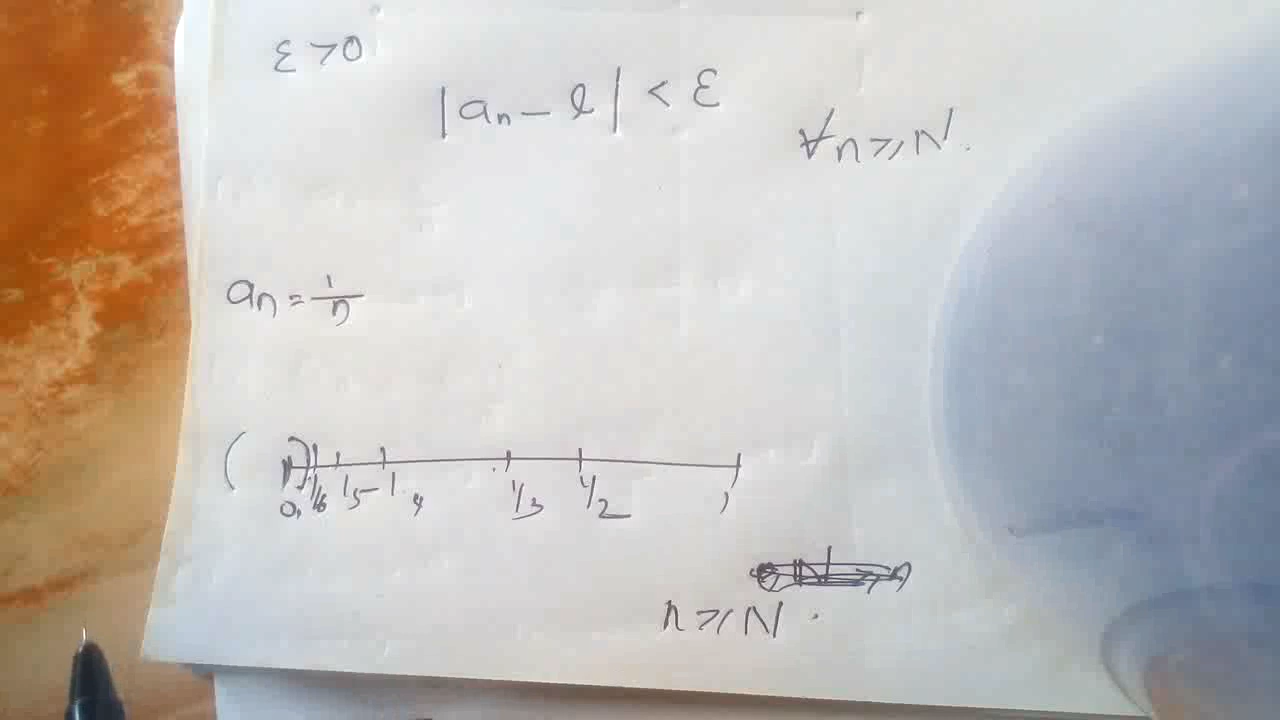 ε > 0
|aₙ − l| < ε
∀n ≥ N.
aₙ = 1/n
( ) 0, 1/6 1/5 1/4 1/3 1/2 1
n ≥ N.